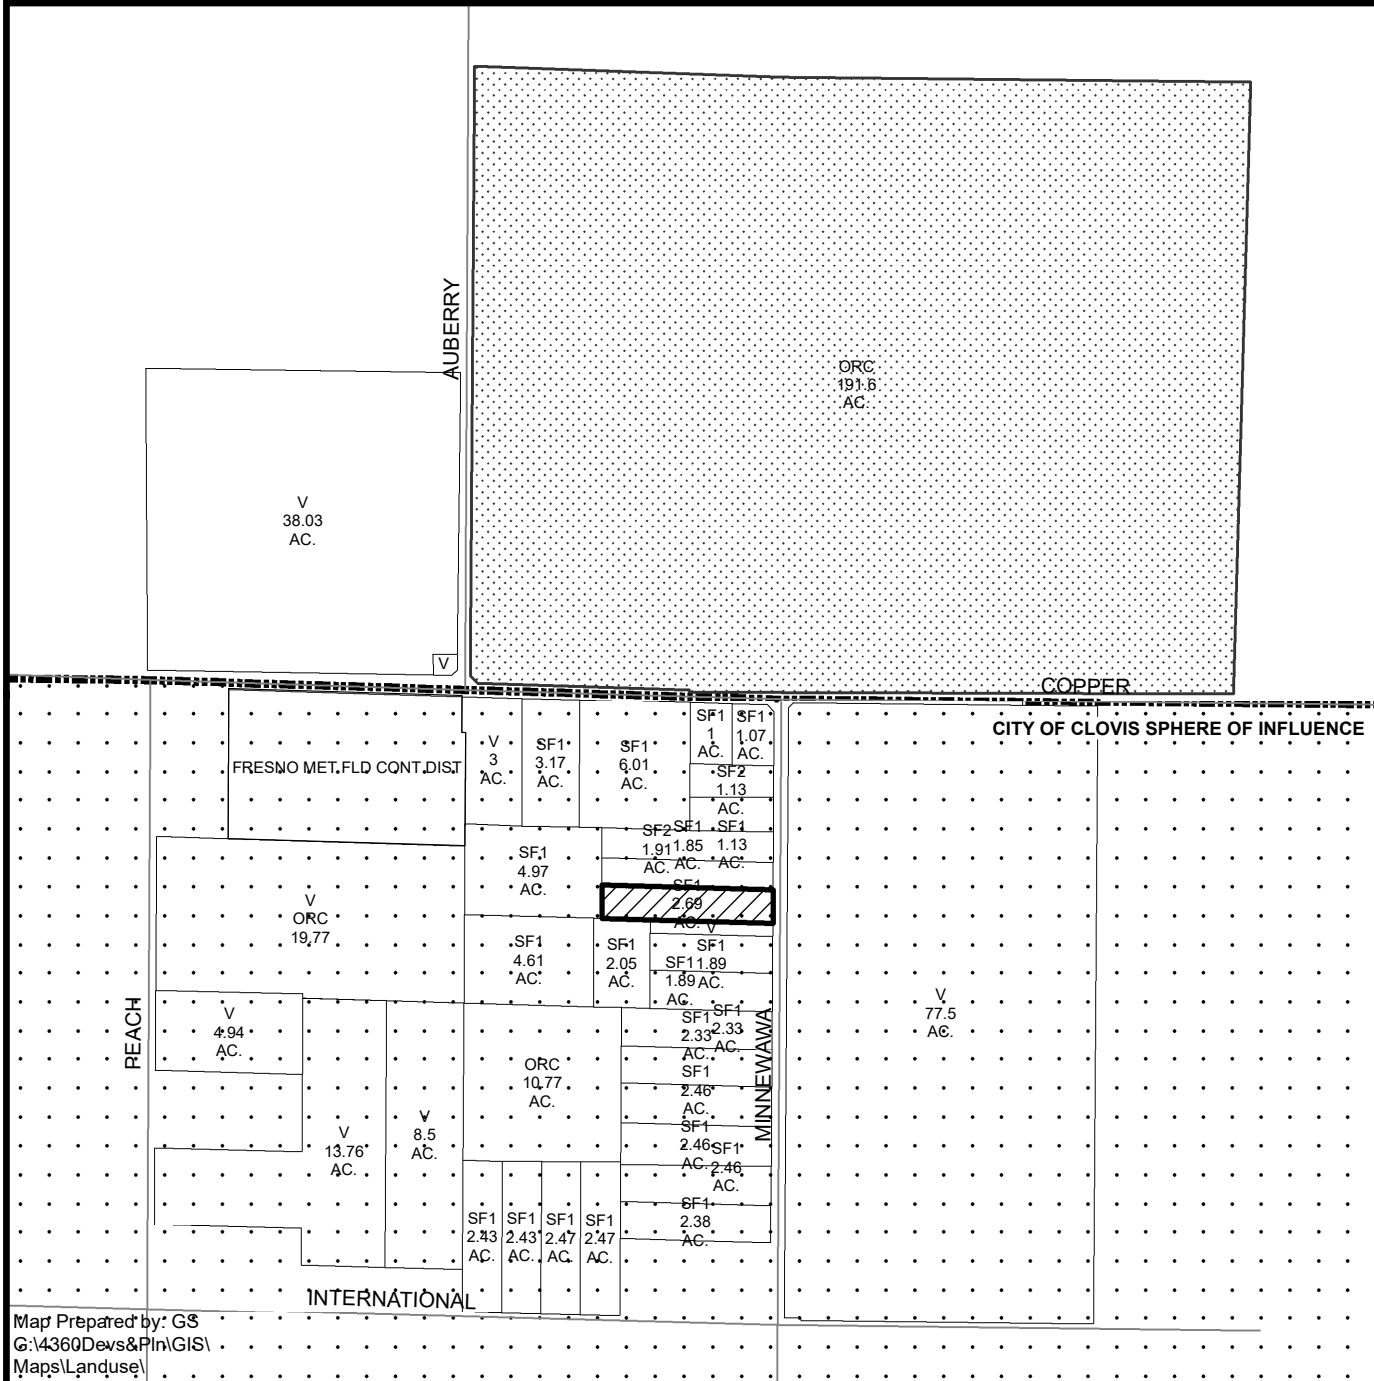 AUBERRY
ORC
191.6
AC.
V
38.03
AC.
V
COPPER
CITY OF CLOVIS SPHERE OF INFLUENCE
FRESNO MET.FLD CONT.DIST
V
3
AC.
SF1
3.17
AC.
SF1
6.01
AC.
SF1
1
AC.
SF1
1.07
AC.
SF2
1.13
AC.
SF2
1.91
AC.
SF1
1.85
AC.
SF1
1.13
AC.
SF1
4.97
AC.
SF1
2.69
AC.
V
V
ORC
19.77
SF1
4.61
AC.
SF1
2.05
AC.
SF1
1.89
AC.
SF1
1.89
AC.
V
4.94
AC.
PEACH
MINNEWAWA
V
77.5
AC.
SF1
2.33
AC.
SF1
2.33
AC.
ORC
10.77
AC.
SF1
2.46
AC.
V
13.76
AC.
V
8.5
AC.
SF1
2.46
AC.
SF1
2.46
AC.
SF1
2.38
AC.
SF1
2.43
AC.
SF1
2.43
AC.
SF1
2.47
AC.
SF1
2.47
AC.
INTERNATIONAL
Map Prepared by: GS
G:\4360Devs&Pln\GIS\
Maps\Landuse\